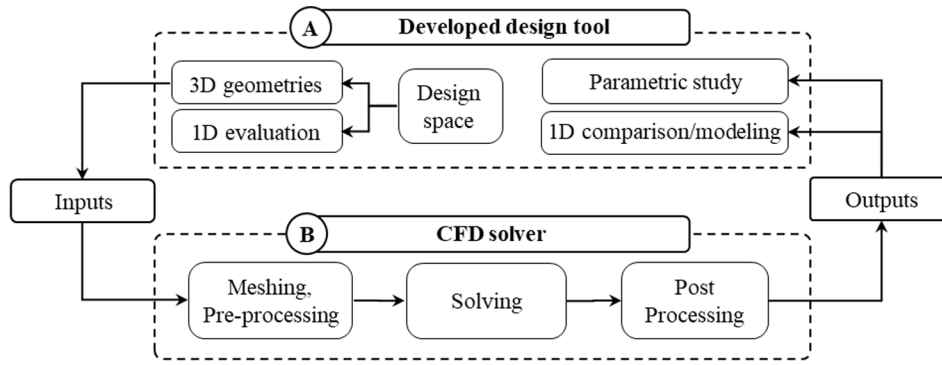 A
Developed design tool
3D geometries
1D evaluation
Design
space
Parametric study
1D comparison/modeling
Inputs
Outputs
B
CFD solver
Meshing,
Pre-processing
Solving
Post
Processing